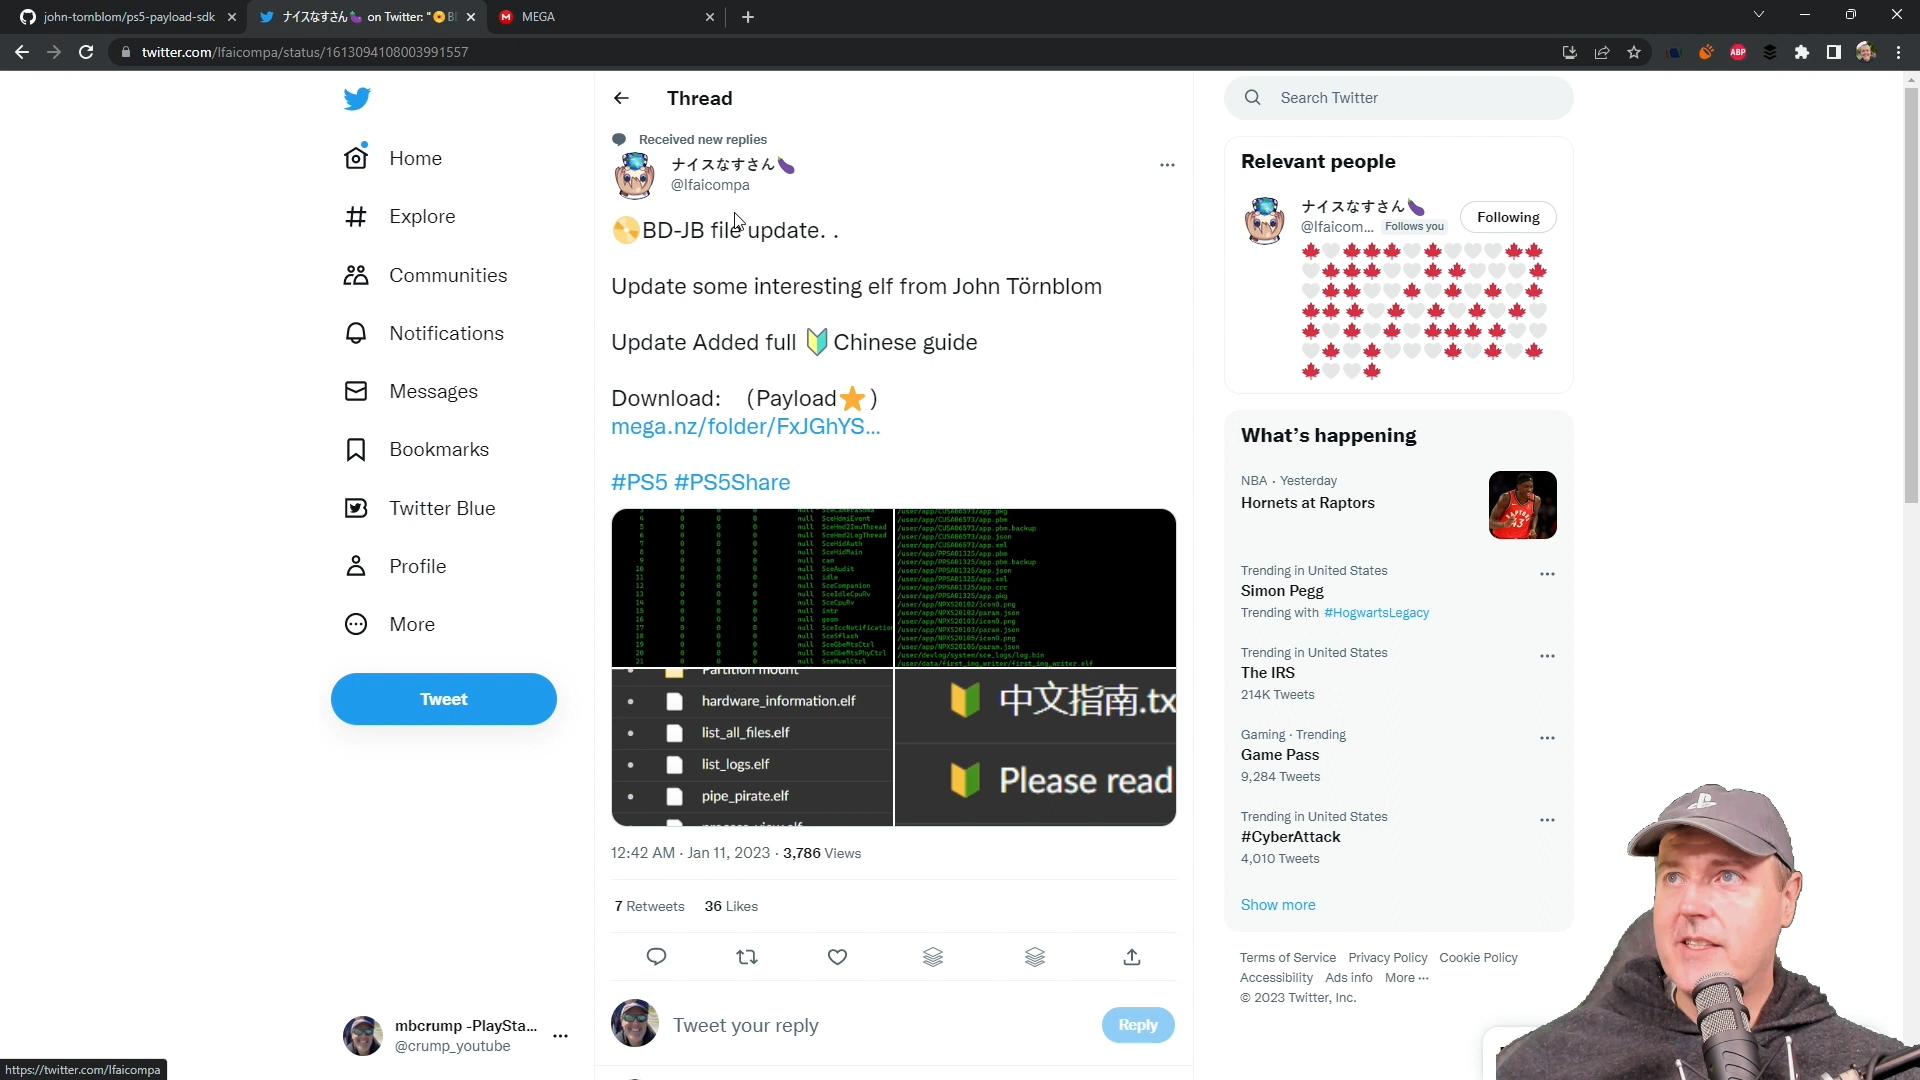 john-tornblom/ps5-payload-sdk
ナイスなすさん🍆 on Twitter: "📀B
MEGA
twitter.com/lfaicompa/status/1613094108003991557
ABP
Thread
Search Twitter
Home
Explore
Communities
Notifications
Messages
Bookmarks
Twitter Blue
Profile
More
Tweet
mbcrump -PlaySta...
@crump_youtube
https://twitter.com/lfaicompa
Received new replies
ナイスなすさん🍆
@lfaicompa
📀BD-JB file update. .
Update some interesting elf from John Törnblom
Update Added full 🔰Chinese guide
Download: (Payload⭐)
mega.nz/folder/FxJGhYS...
#PS5 #PS5Share
hardware_information.elf
list_all_files.elf
list_logs.elf
pipe_pirate.elf
🔰 中文指南.tx
🔰 Please read
12:42 AM · Jan 11, 2023 · 3,786 Views
7 Retweets 36 Likes
Tweet your reply
Reply
Relevant people
ナイスなすさん🍆
@lfaicom... Follows you
Following
What's happening
NBA · Yesterday
Hornets at Raptors
Trending in United States
Simon Pegg
Trending with #HogwartsLegacy
Trending in United States
The IRS
214K Tweets
Gaming · Trending
Game Pass
9,284 Tweets
Trending in United States
#CyberAttack
4,010 Tweets
Show more
Terms of Service Privacy Policy Cookie Policy
Accessibility Ads info More ···
© 2023 Twitter, Inc.